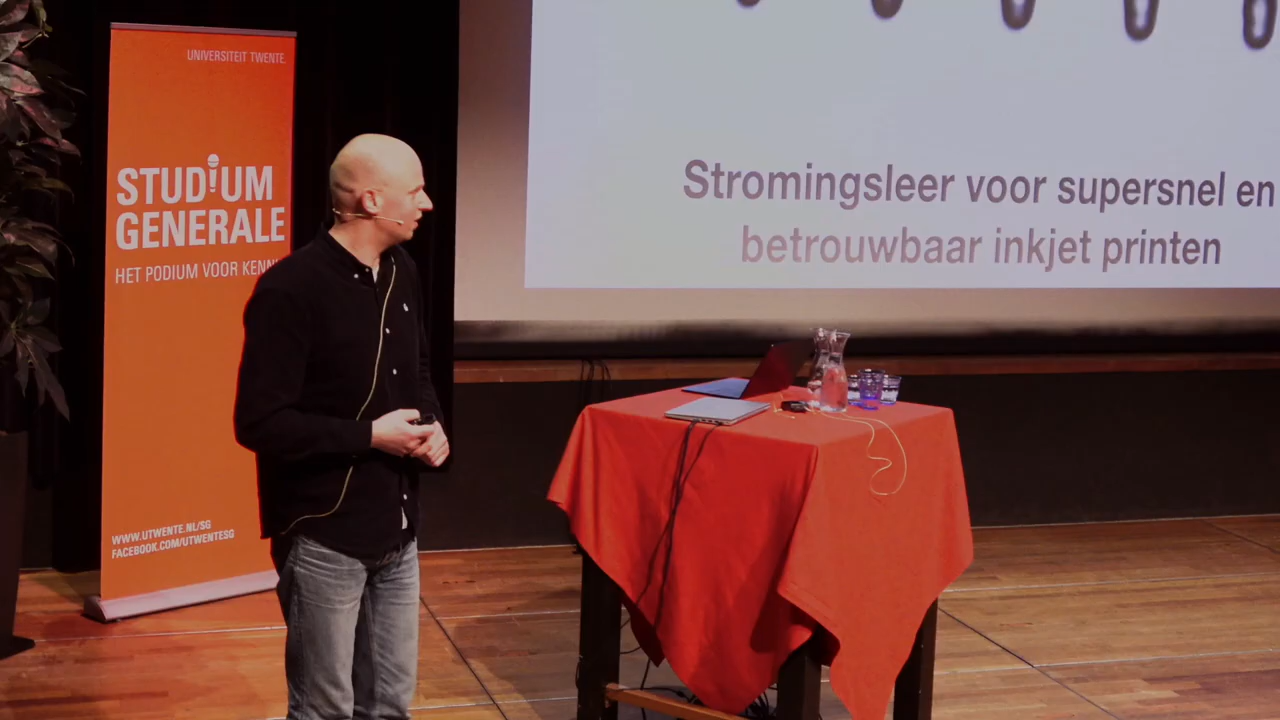 UNIVERSITEIT TWENTE.
STUDIUM
GENERALE
HET PODIUM VOOR
WWW.UTWENTE.NL/SG
FACEBOOK.COM/UTWENTESG
Stromingsleer voor supersnel en
betrouwbaar inkjet printen